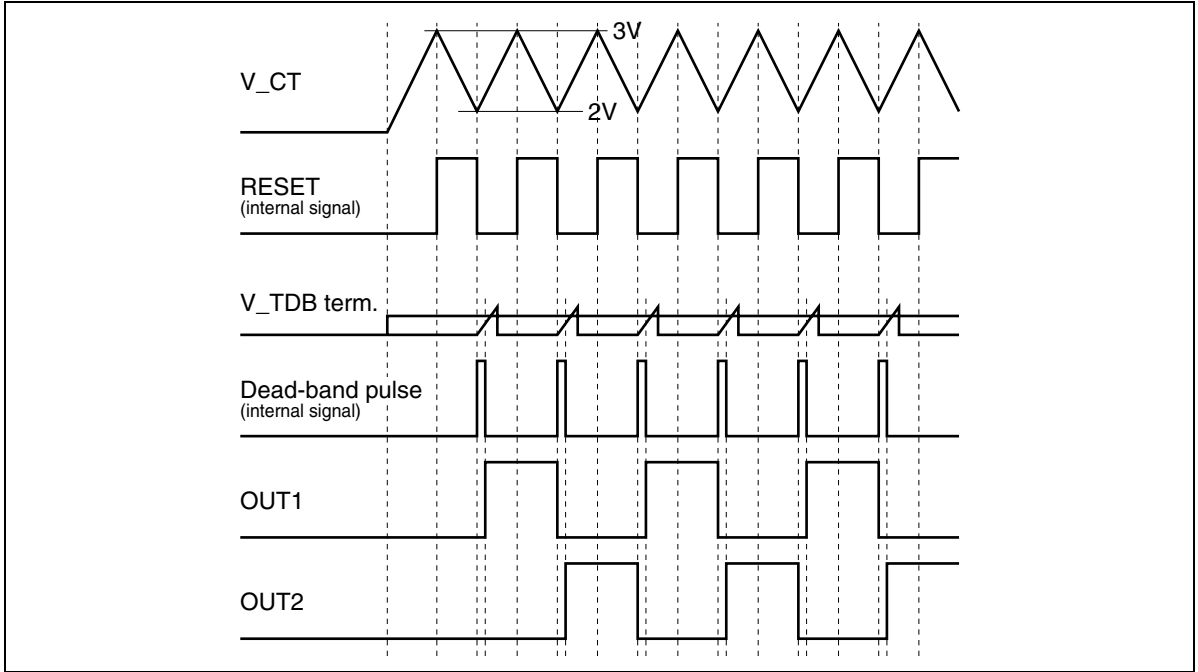 3V
V_CT
2V
RESET
(internal signal)
V_TDB term.
Dead-band pulse
(internal signal)
OUT1
OUT2